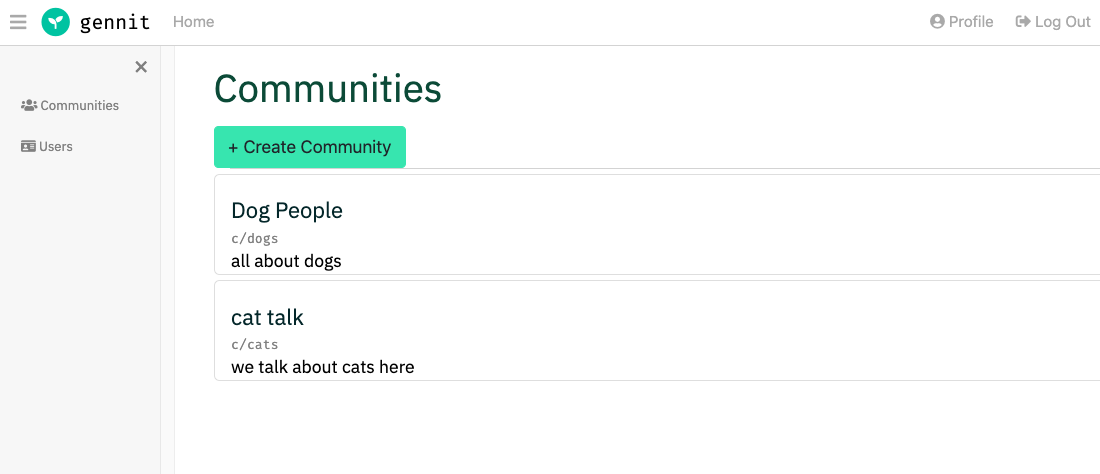 gennit Home Profile Log Out
Communities
Users
Communities
+ Create Community
Dog People
c/dogs
all about dogs
cat talk
c/cats
we talk about cats here